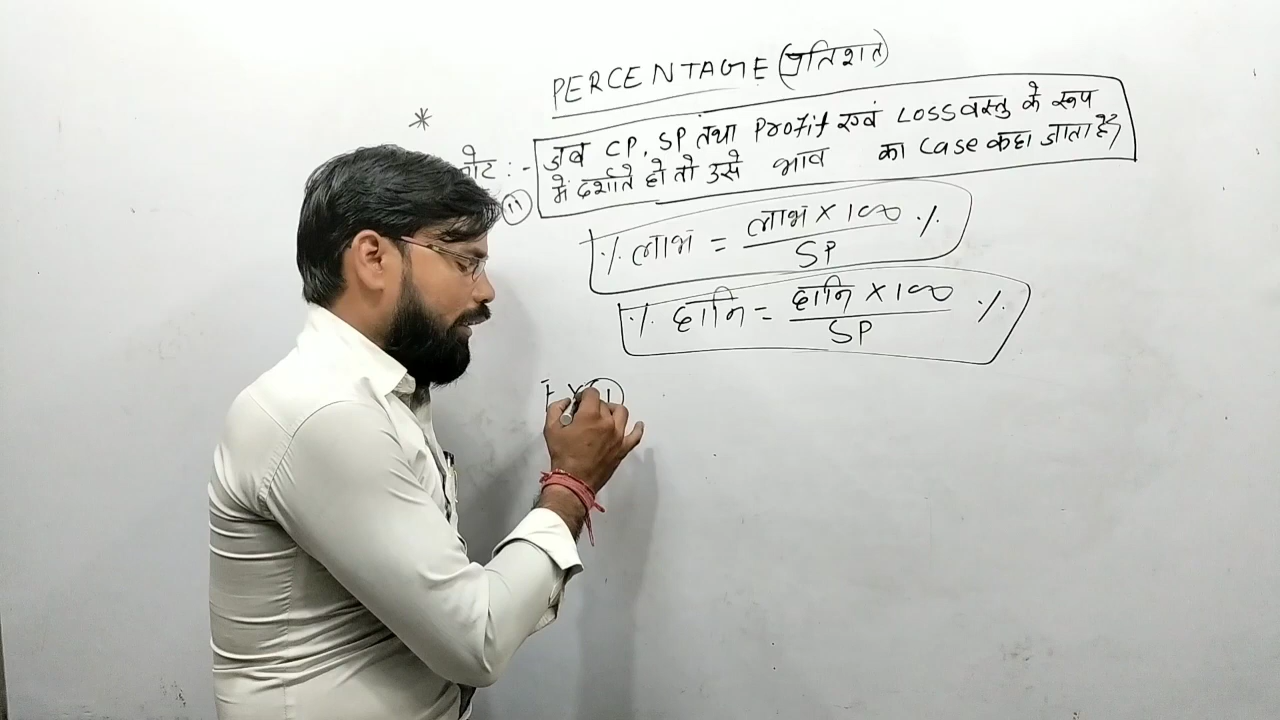 PERCENTAGE (प्रतिशत)
*
नोट :- जब CP, SP तथा Profit एवं Loss वस्तु के रूप
(11) में दर्शाते हो तो उसे भाव का Case कहा जाता है,
% लाभ = लाभ × 100 / SP %
% हानि = हानि × 100 / SP %
Ex 1